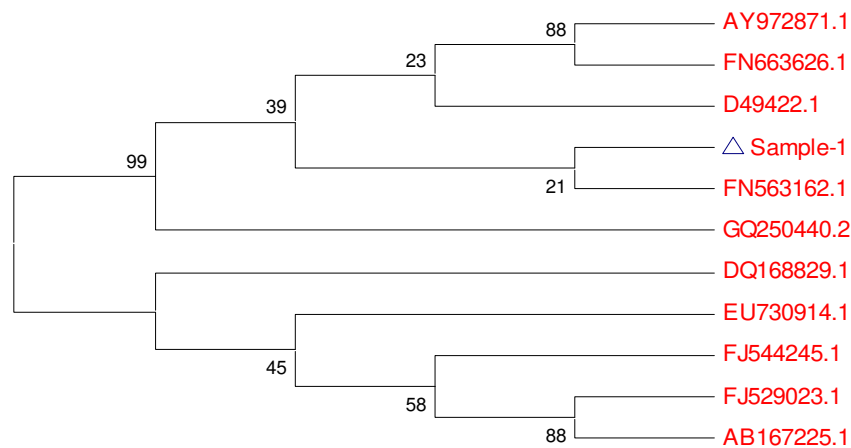 AY972871.1
88
FN663626.1
23
D49422.1
39
Sample-1
99
21
FN563162.1
GQ250440.2
DQ168829.1
EU730914.1
45
FJ544245.1
58
FJ529023.1
88
AB167225.1